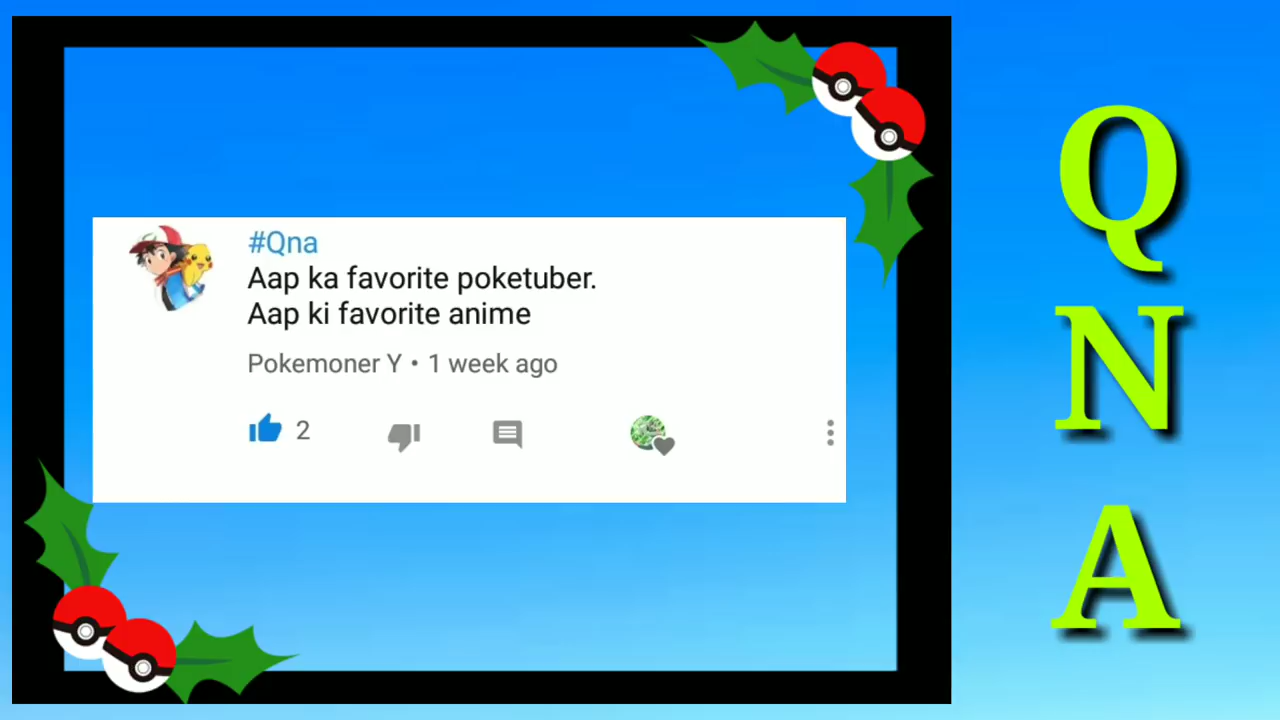 #Qna
Aap ka favorite poketuber.
Aap ki favorite anime
Pokemoner Y • 1 week ago
2
Q
N
A